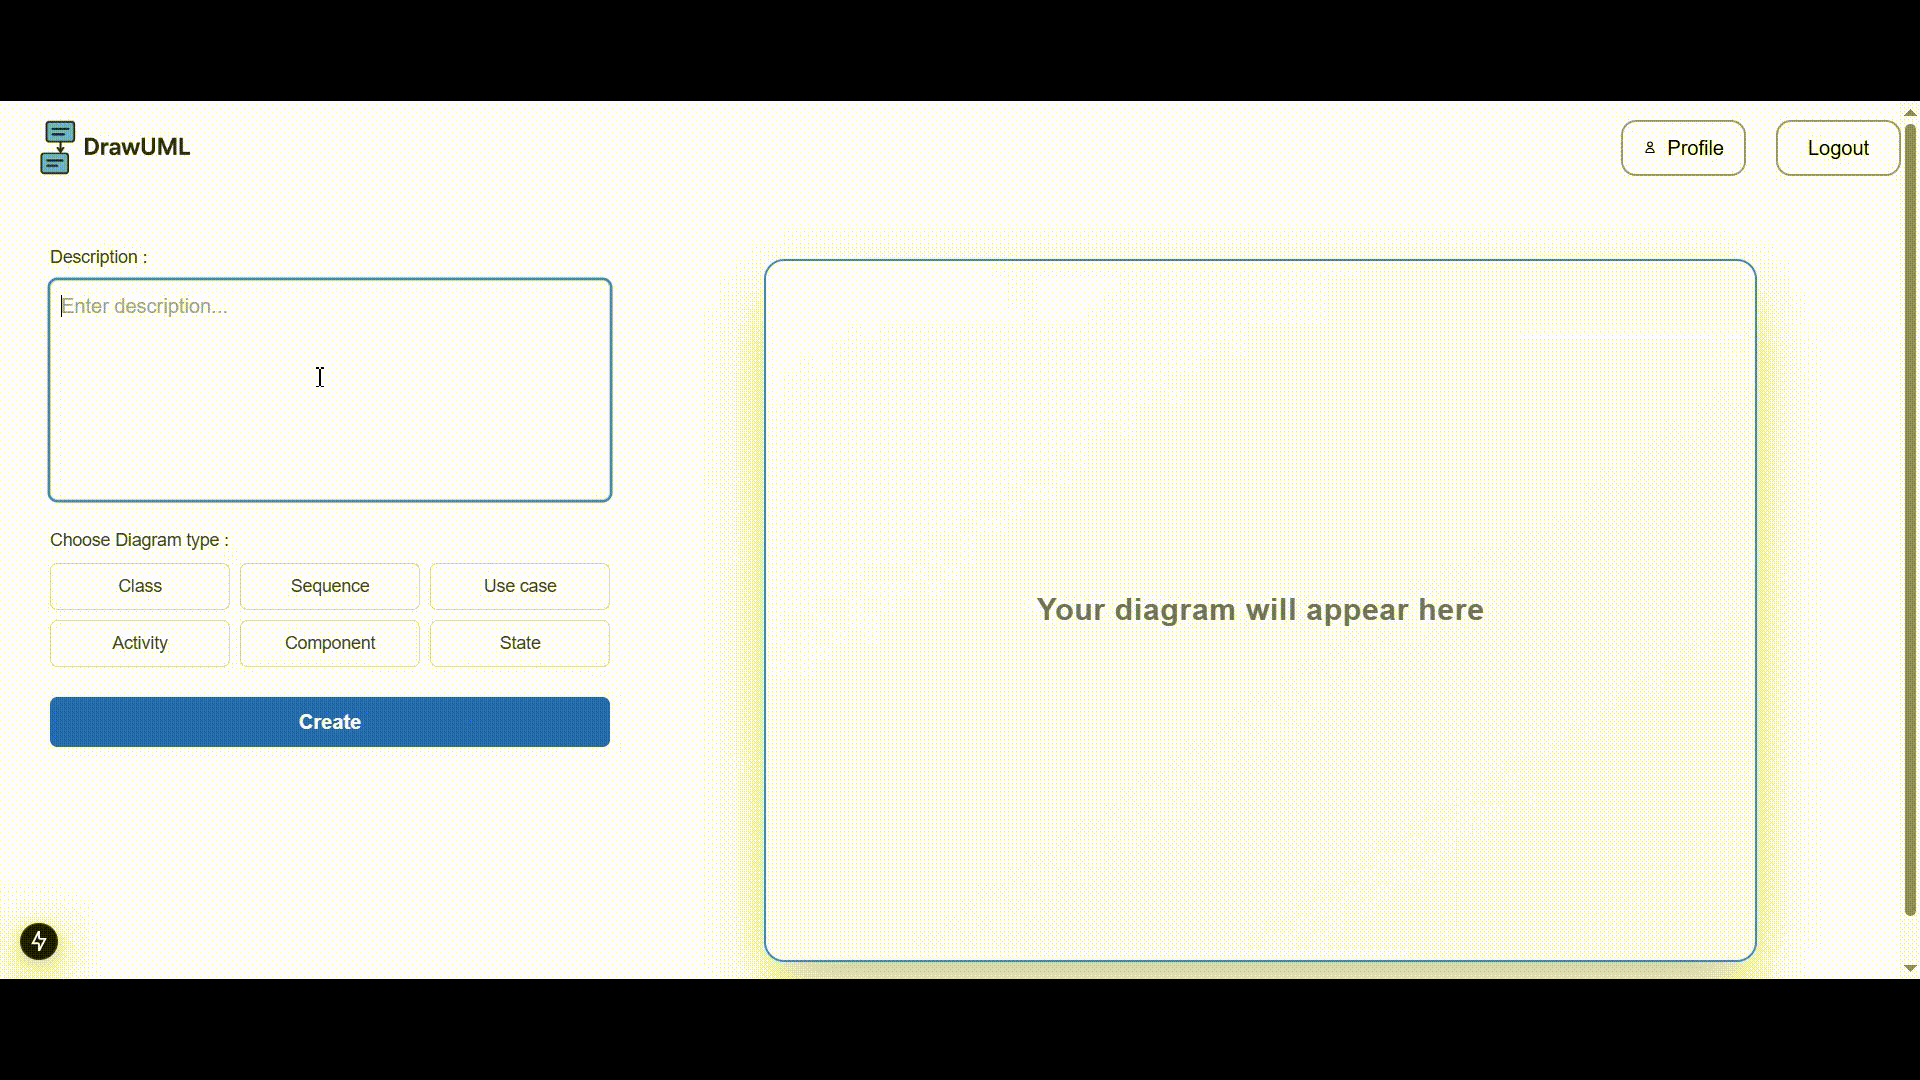 DrawUML
Profile
Logout
Description :
Enter description...
Choose Diagram type :
Class
Sequence
Use case
Activity
Component
State
Create
Your diagram will appear here